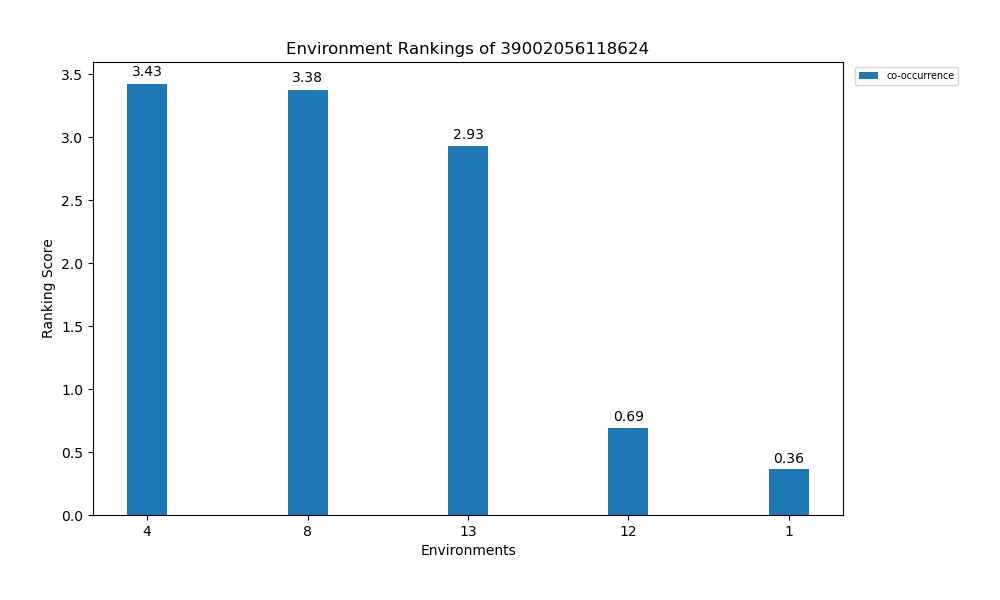 Environment Rankings of 39002056118624
co-occurrence
3.43
3.38
2.93
0.69
0.36
Ranking Score
3.5
3.0
2.5
2.0
1.5
1.0
0.5
0.0
4 8 13 12 1
Environments